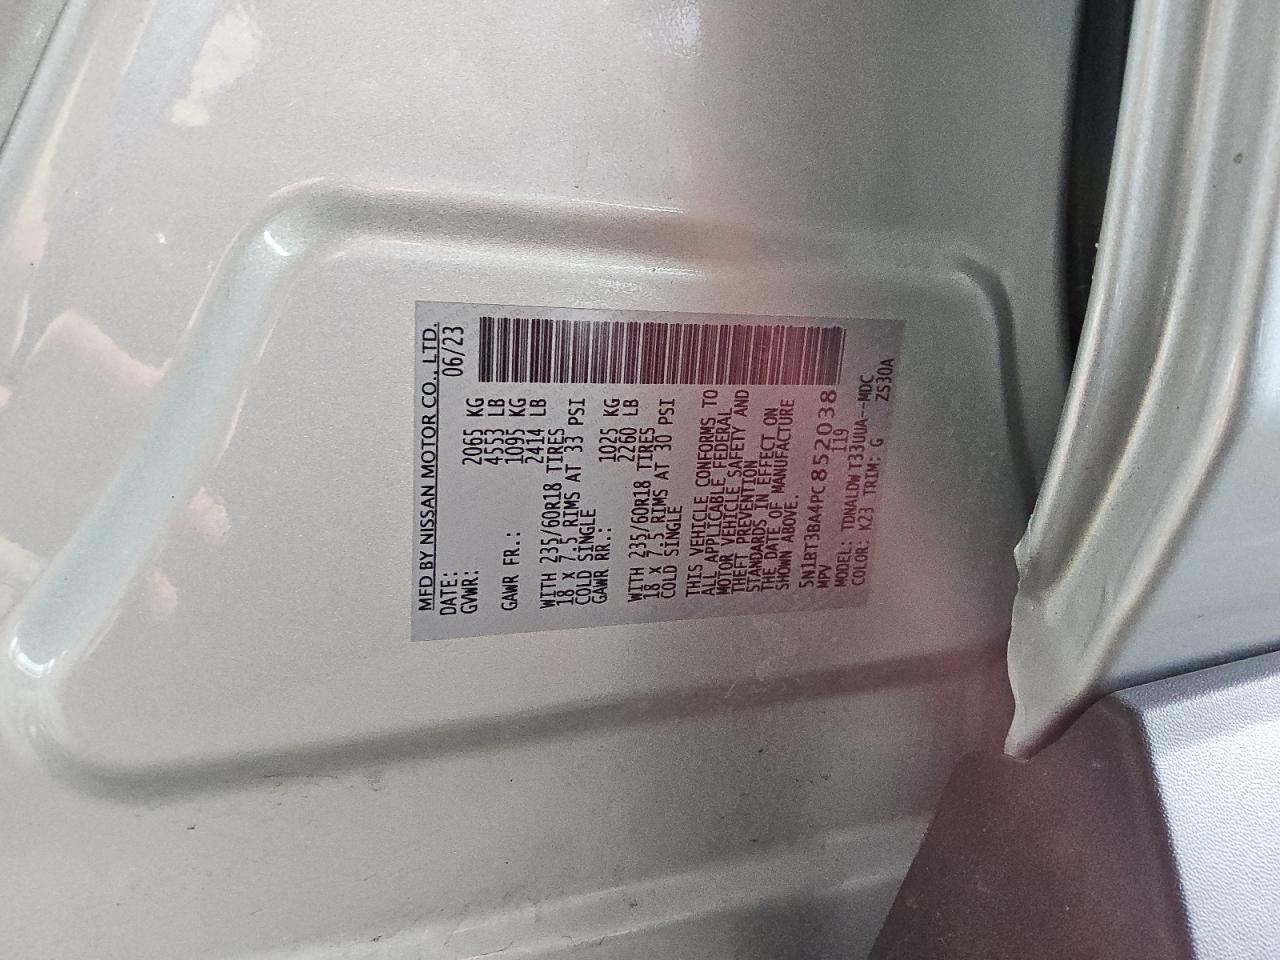 MFD BY NISSAN MOTOR CO., LTD.
DATE: 06/23
GVWR: 2065 KG
4553 LB
GAWR FR.: 1095 KG
2414 LB
WITH 235/60R18 TIRES
18 X 7.5 RIMS AT 33 PSI
COLD SINGLE
GAWR RR.: 1025 KG
2260 LB
WITH 235/60R18 TIRES
18 X 7.5 RIMS AT 30 PSI
COLD SINGLE
THIS VEHICLE CONFORMS TO
ALL APPLICABLE FEDERAL
MOTOR VEHICLE SAFETY AND
THEFT PREVENTION
STANDARDS IN EFFECT ON
THE DATE OF MANUFACTURE
SHOWN ABOVE.
5N1BT3BA4PC852038
MPV 119
MODEL: TDNALDWT33UUA--MDC
COLOR: K23 TRIM: G ZS30A